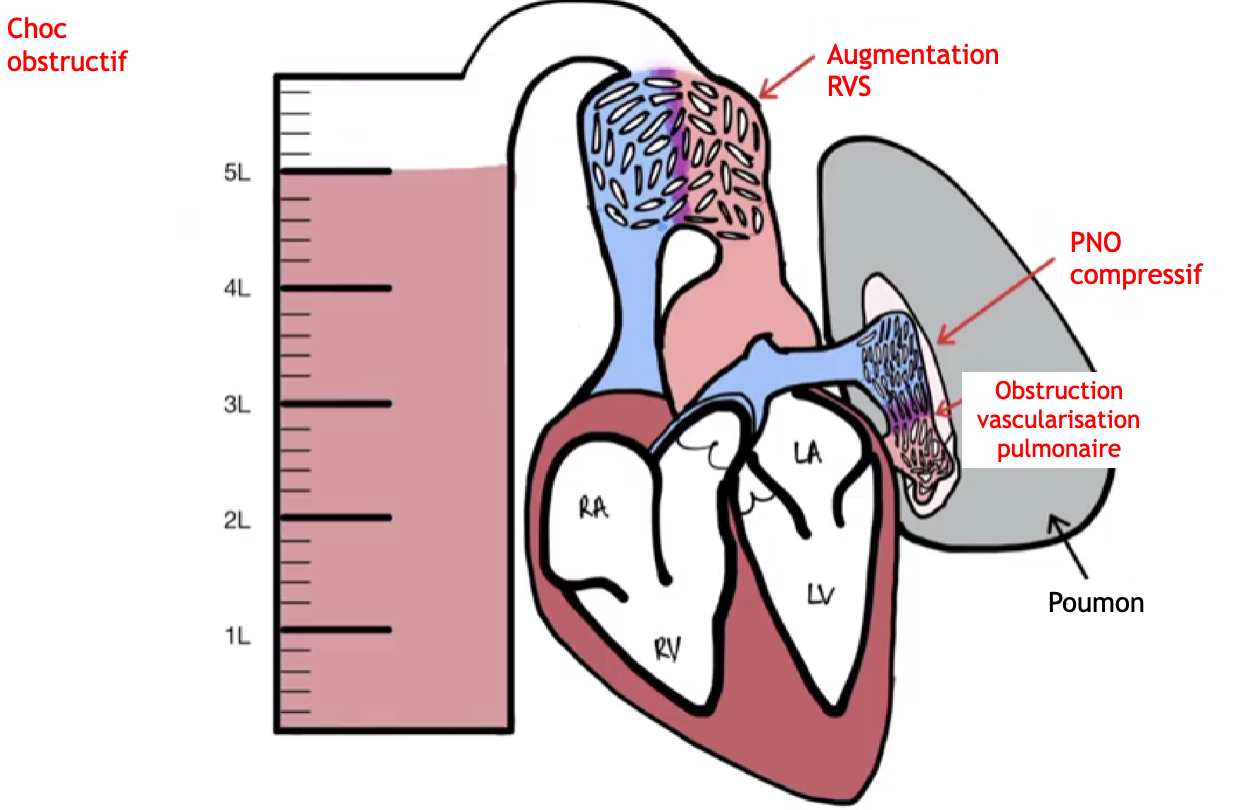 Choc
obstructif
Augmentation
RVS
5L
4L
3L
2L
1L
PNO
compressif
Obstruction
vascularisation
pulmonaire
Poumon
RA
LA
RV
LV